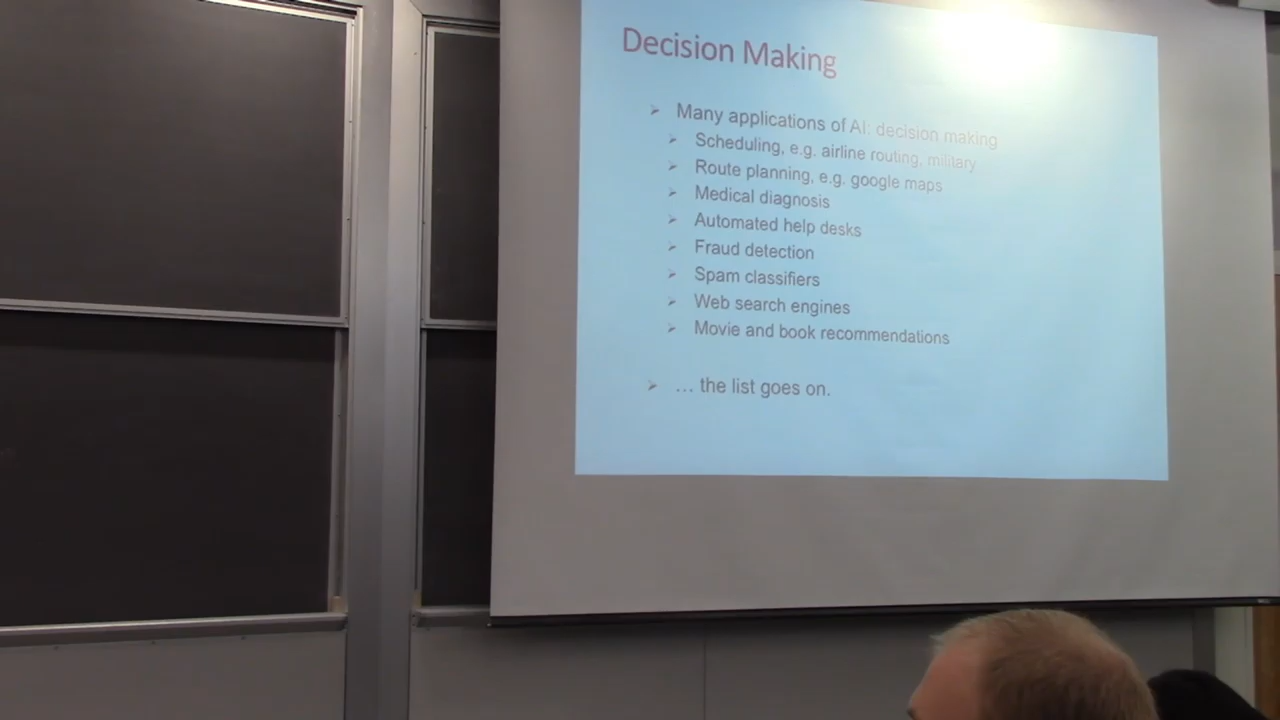 Decision Making
➢ Many applications of AI: decision making
➢ Scheduling, e.g. airline routing, military
➢ Route planning, e.g. google maps
➢ Medical diagnosis
➢ Automated help desks
➢ Fraud detection
➢ Spam classifiers
➢ Web search engines
➢ Movie and book recommendations
➢ … the list goes on.